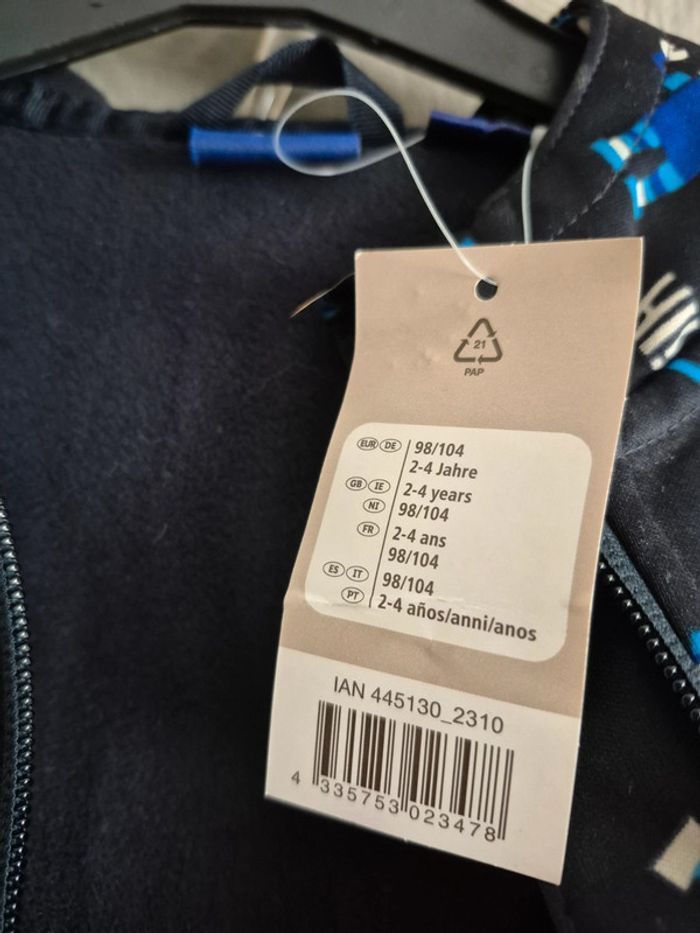 21
PAP
EUR DE 98/104
2-4 Jahre
GB IE 2-4 years
NI 98/104
FR 2-4 ans
98/104
ES IT 98/104
PT 2-4 años/anni/anos
IAN 445130_2310
4 335753 023478